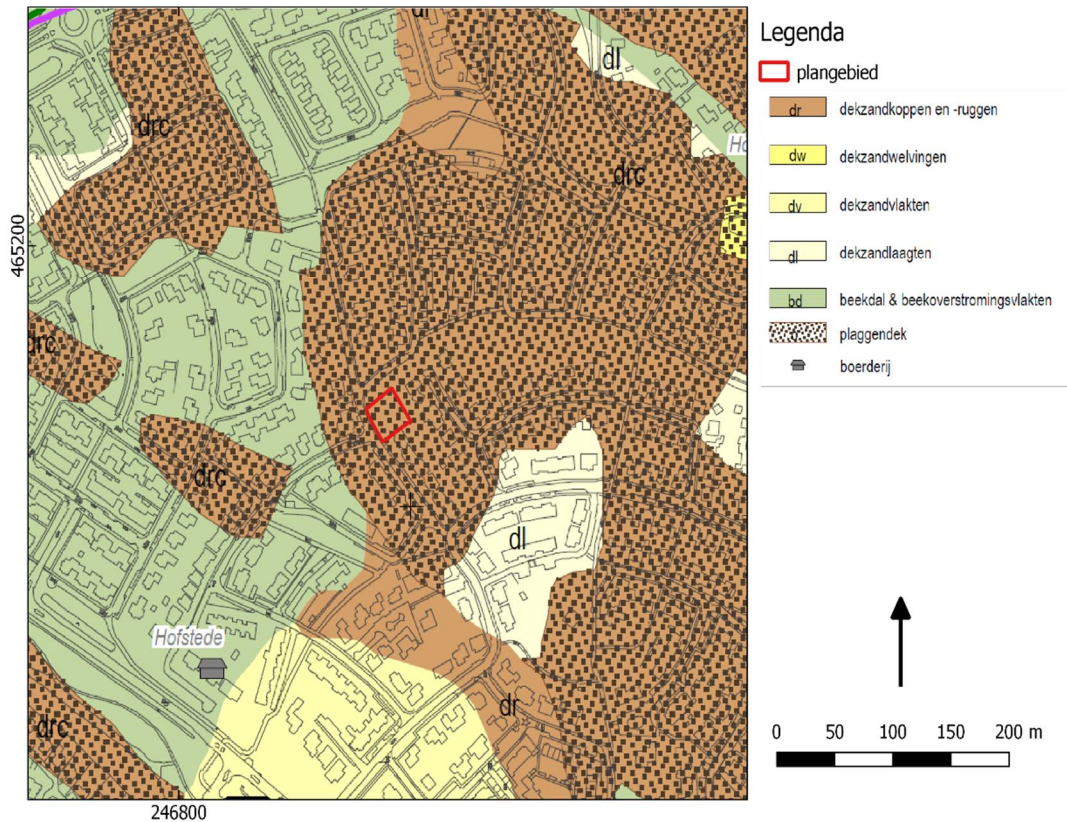 dr
dl
drc
Ho
drc
465200
drc
drc
dl
Hofstede
dr
drc
246800
Legenda
plangebied
dr dekzandkoppen en -ruggen
dw dekzandwelvingen
dv dekzandvlakten
dl dekzandlaagten
bd beekdal & beekoverstromingsvlakten
plaggendek
boerderij
0 50 100 150 200 m